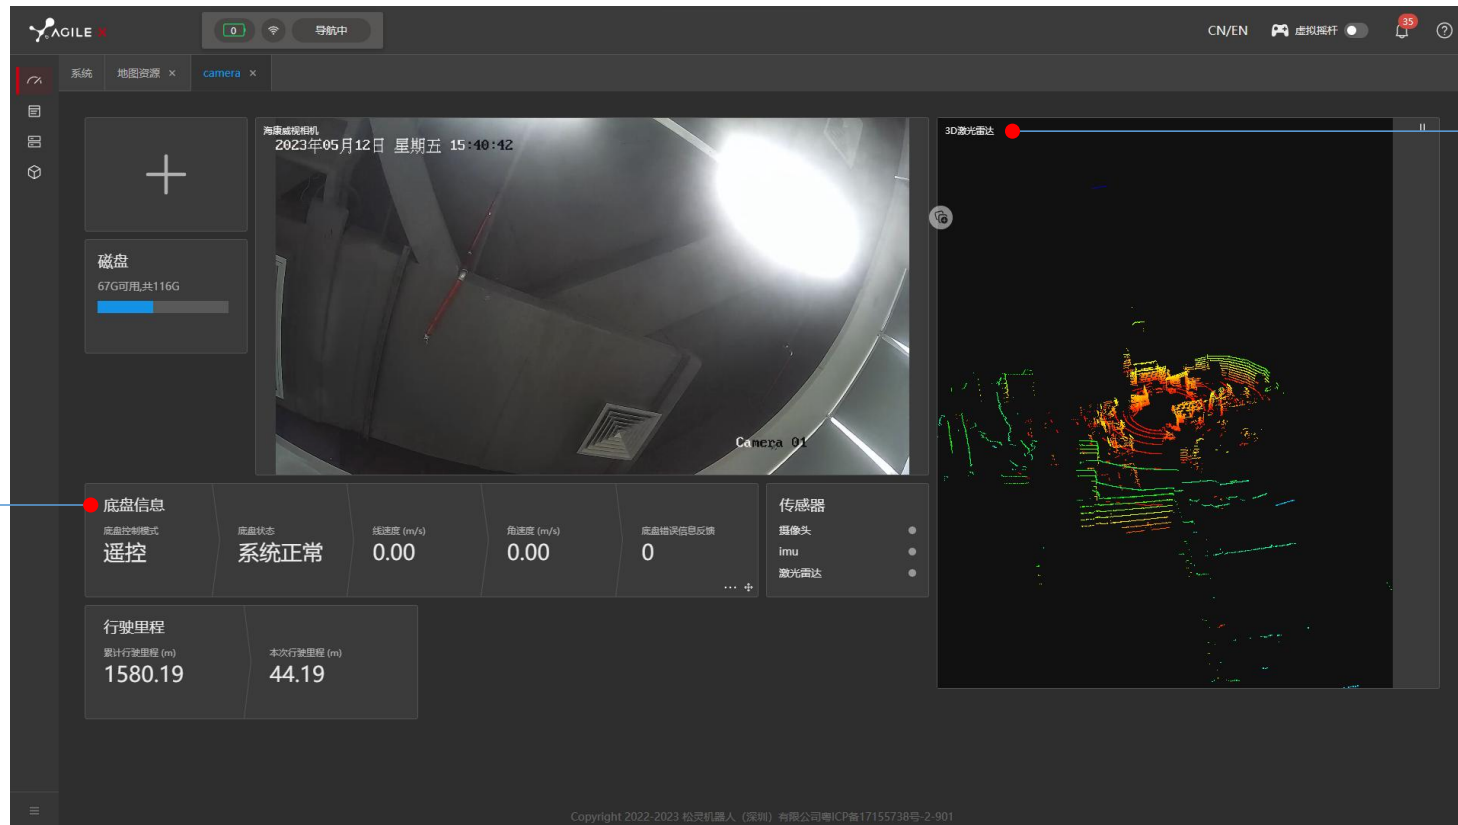 AGILE X
0
导航中
CN/EN
虚拟摇杆
35
系统
地图资源
camera
海康威视相机
2023年05月12日 星期五 15:40:42
Camera 01
3D激光雷达
磁盘
67G可用,共116G
底盘信息
底盘控制模式
遥控
底盘状态
系统正常
线速度 (m/s)
0.00
角速度 (m/s)
0.00
底盘错误信息反馈
0
传感器
摄像头
imu
激光雷达
行驶里程
累计行驶里程 (m)
1580.19
本次行驶里程 (m)
44.19
Copyright 2022-2023 松灵机器人（深圳）有限公司粤ICP备17155738号-2-901